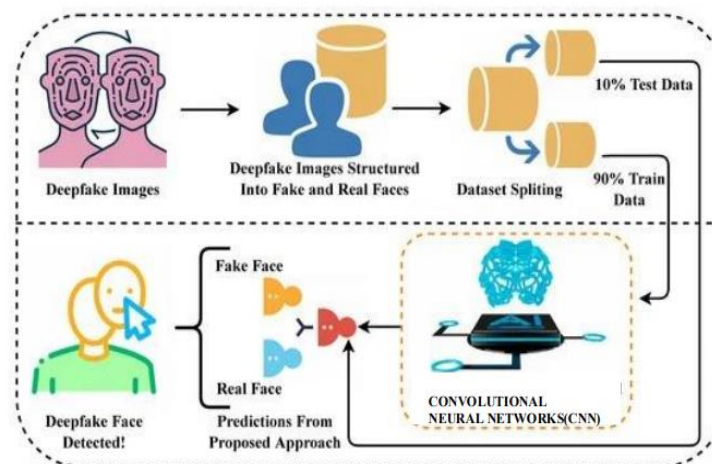 Deepfake Images
Deepfake Images Structured
Into Fake and Real Faces
Dataset Spliting
10% Test Data
90% Train
Data
Fake Face
Real Face
Deepfake Face
Detected!
Predictions From
Proposed Approach
CONVOLUTIONAL
NEURAL NETWORKS(CNN)